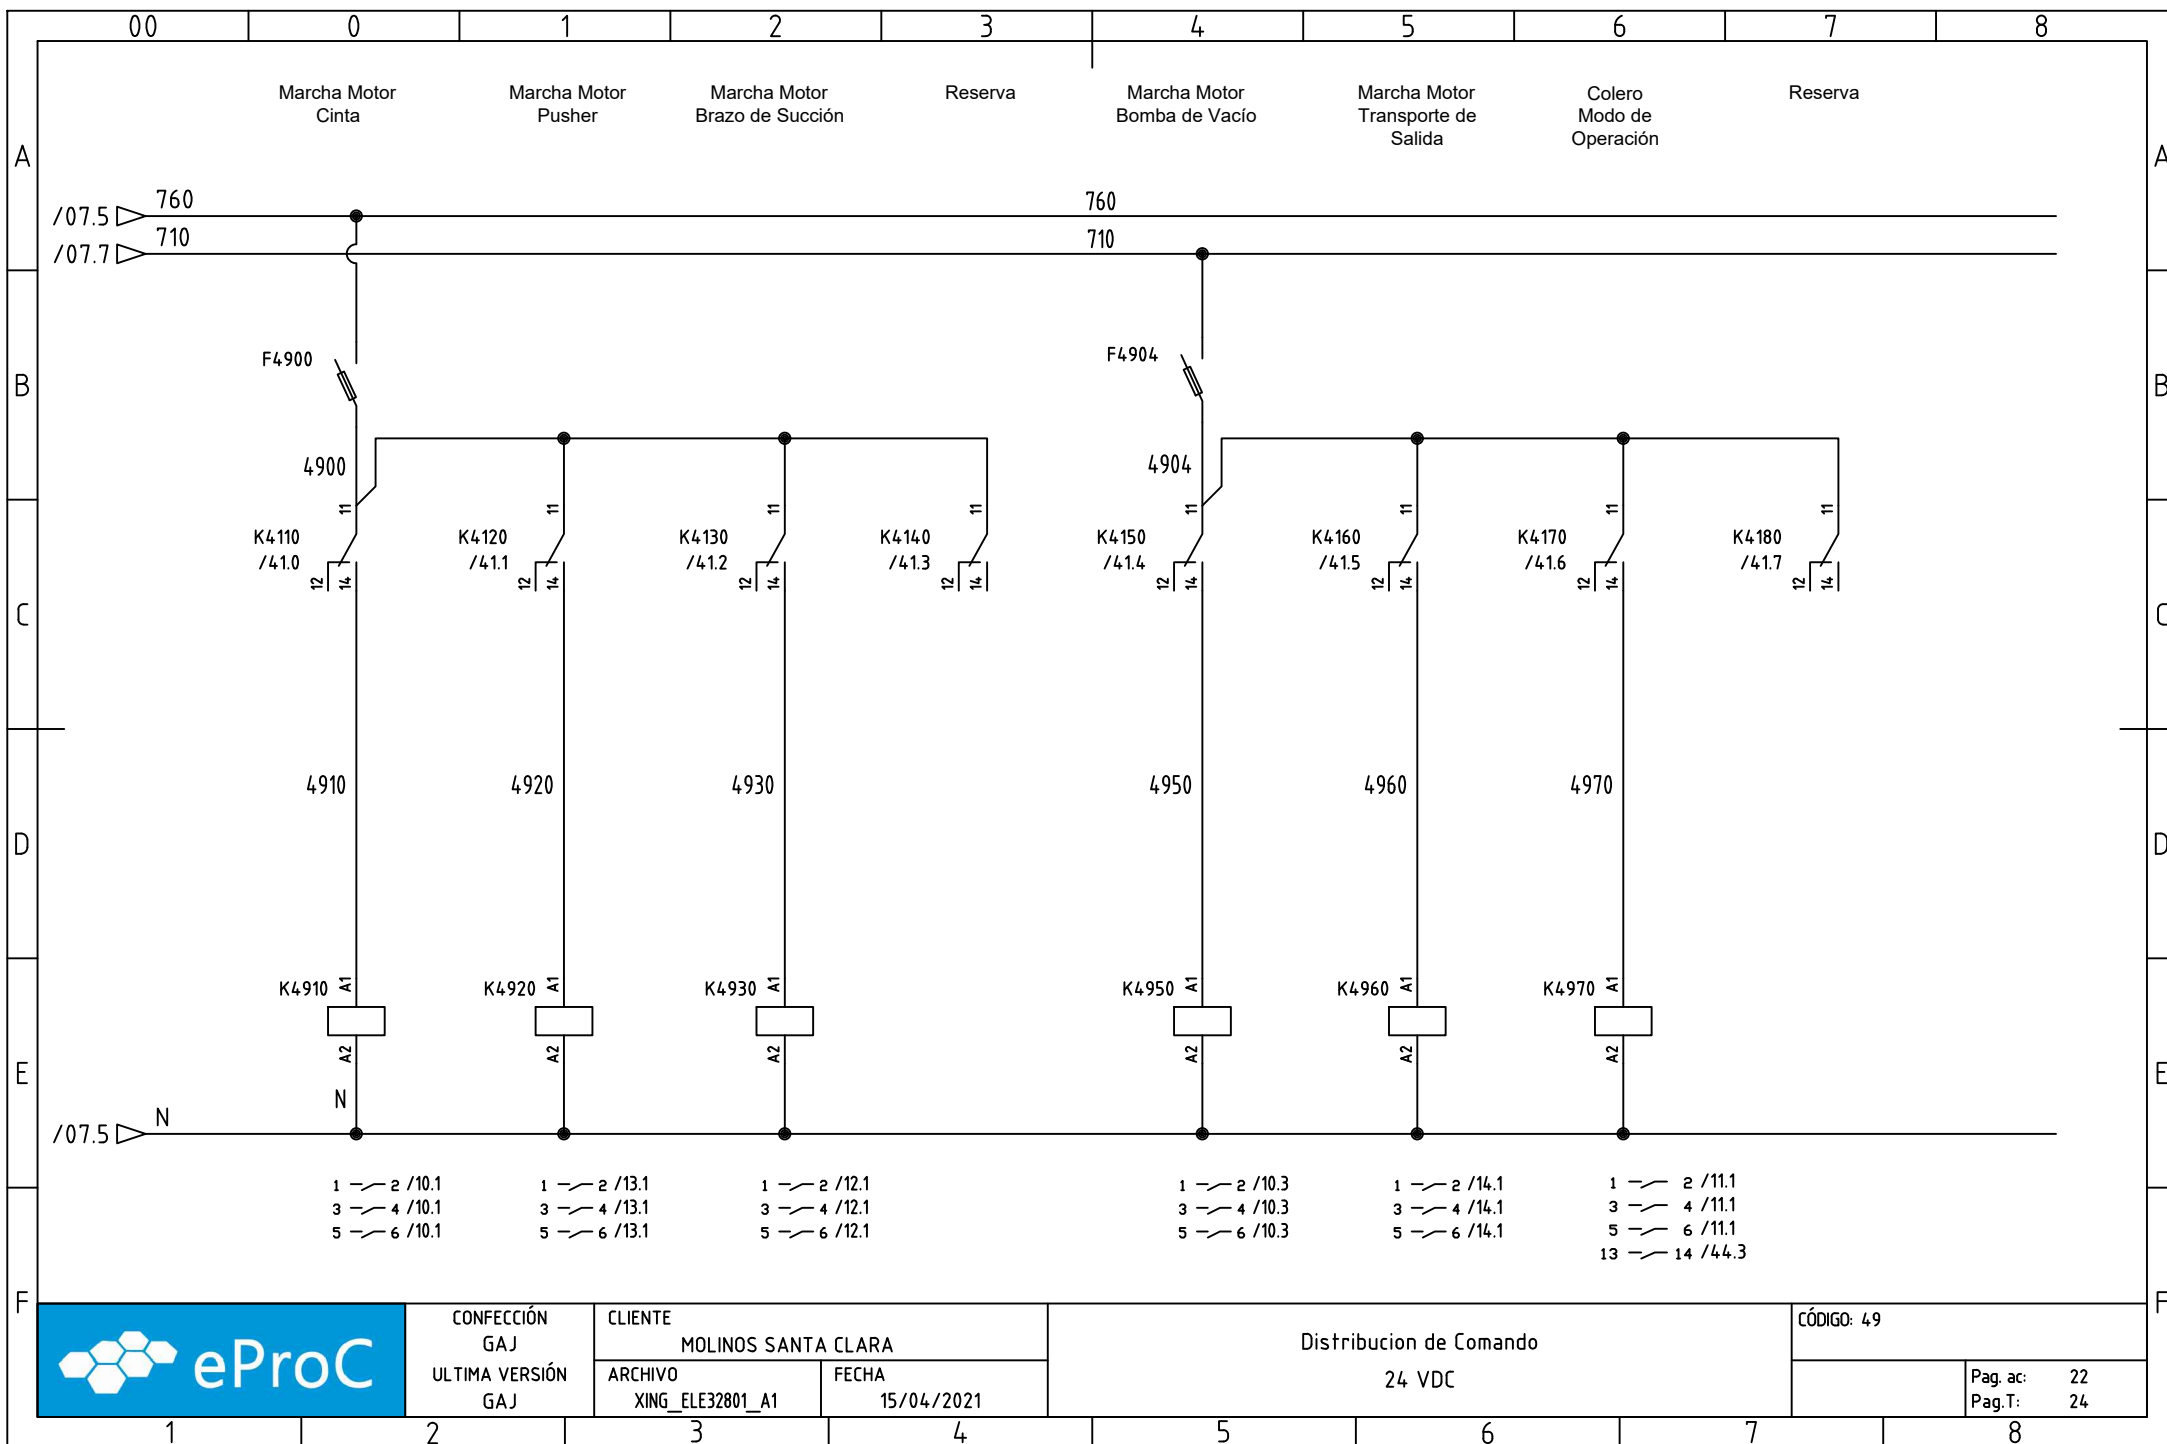 00 0 1 2 3 4 5 6 7 8
Marcha Motor
Cinta
Marcha Motor
Pusher
Marcha Motor
Brazo de Succión
Reserva
Marcha Motor
Bomba de Vacío
Marcha Motor
Transporte de
Salida
Colero
Modo de
Operación
Reserva
A A
/07.5 760 760
/07.7 710 710
F4900 F4904
B B
4900 4904
11 11 11 11 11 11 11 11
K4110 K4120 K4130 K4140 K4150 K4160 K4170 K4180
/41.0 /41.1 /41.2 /41.3 /41.4 /41.5 /41.6 /41.7
12 14 12 14 12 14 12 14 12 14 12 14 12 14 12 14
C C
4910 4920 4930 4950 4960 4970
D D
K4910 A1 K4920 A1 K4930 A1 K4950 A1 K4960 A1 K4970 A1
A2 A2 A2 A2 A2 A2
E E
N
/07.5 N
1 2 /10.1
3 4 /10.1
5 6 /10.1
1 2 /13.1
3 4 /13.1
5 6 /13.1
1 2 /12.1
3 4 /12.1
5 6 /12.1
1 2 /10.3
3 4 /10.3
5 6 /10.3
1 2 /14.1
3 4 /14.1
5 6 /14.1
1 2 /11.1
3 4 /11.1
5 6 /11.1
13 14 /44.3
F F
eProC
CONFECCIÓN
GAJ
ULTIMA VERSIÓN
GAJ
CLIENTE
MOLINOS SANTA CLARA
ARCHIVO
XING_ELE32801_A1
FECHA
15/04/2021
Distribucion de Comando
24 VDC
CÓDIGO: 49
Pag. ac: 22
Pag.T: 24
1 2 3 4 5 6 7 8